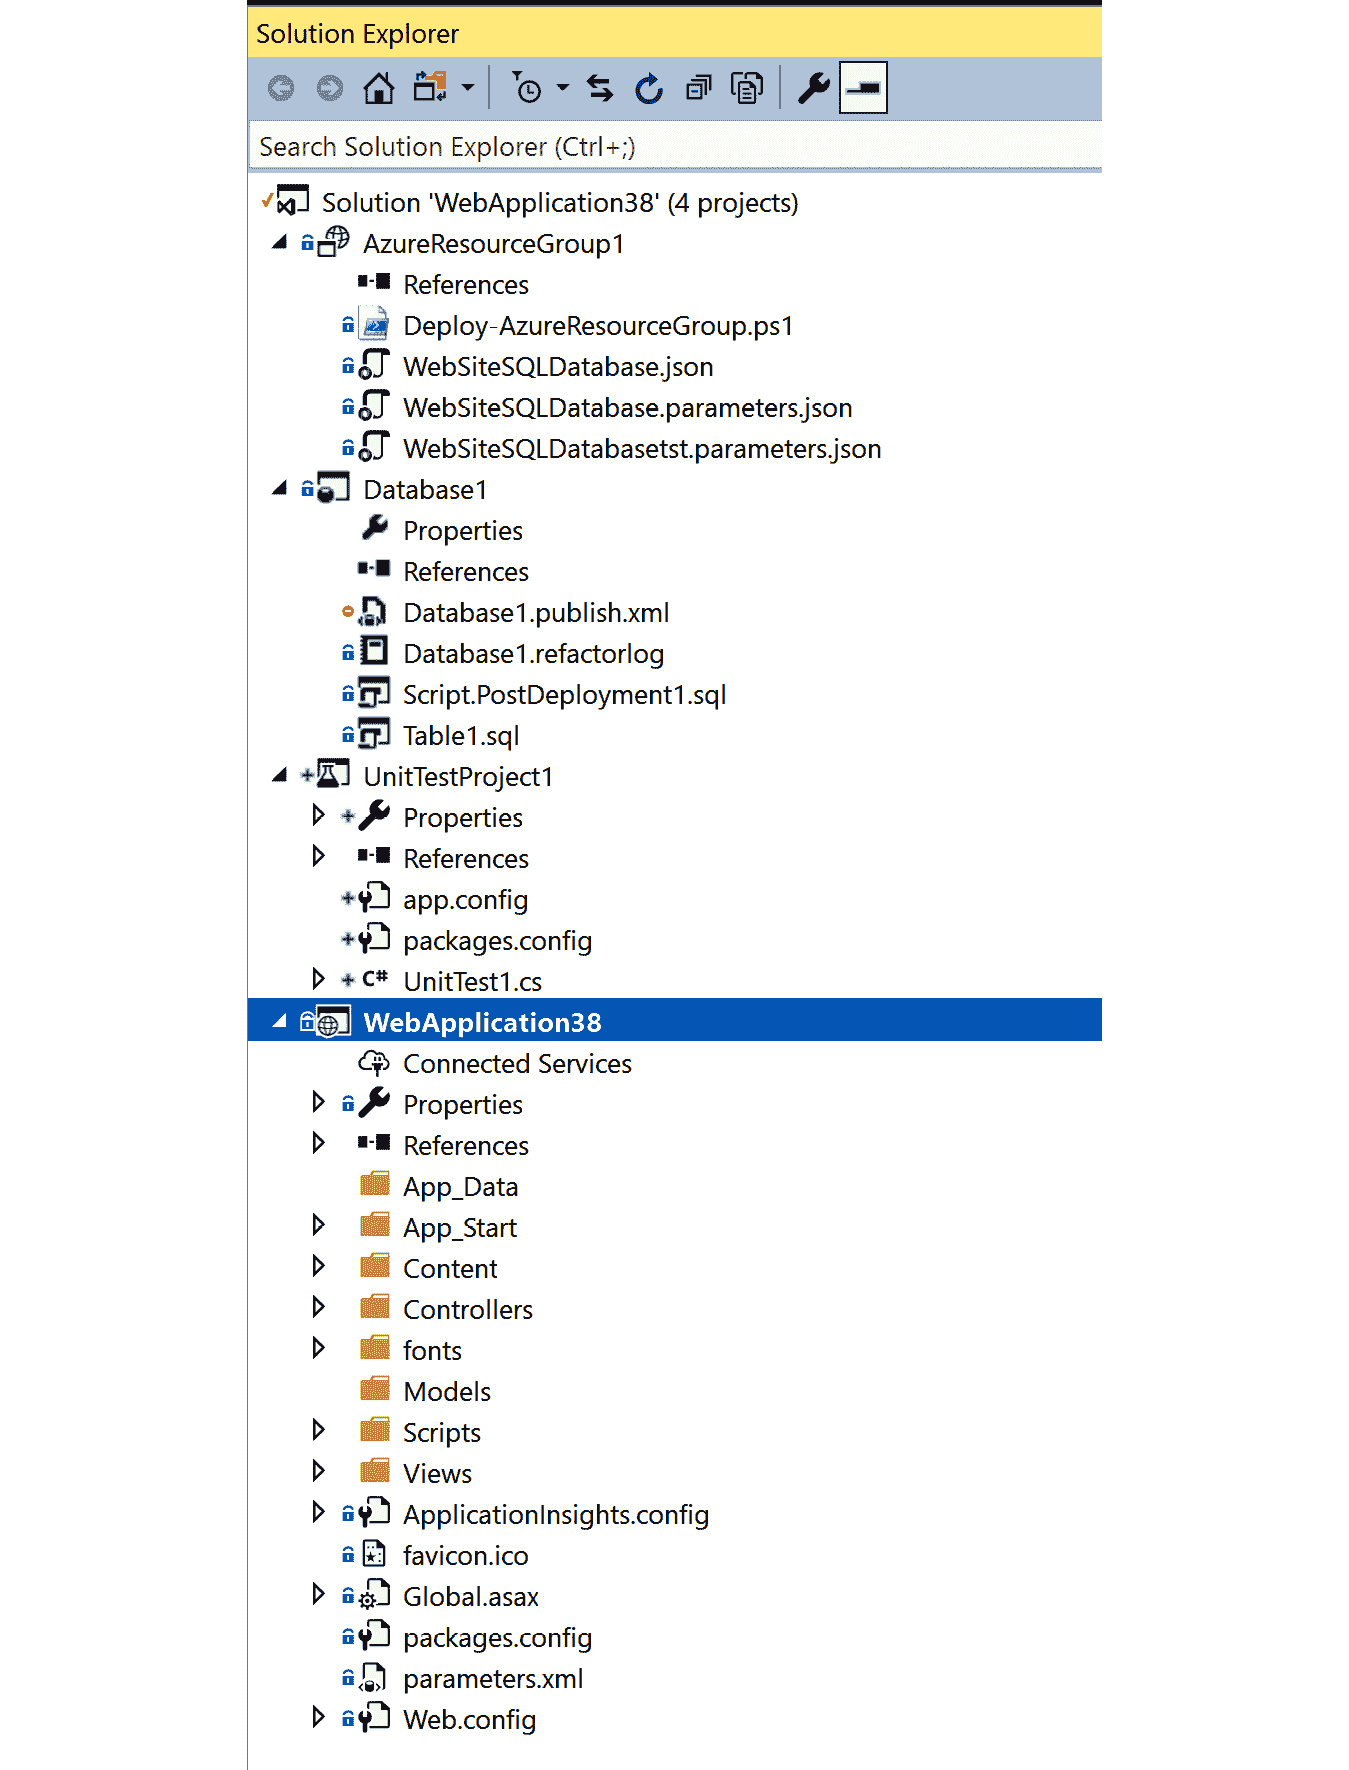 Solution Explorer
Search Solution Explorer (Ctrl+;)
Solution 'WebApplication38' (4 projects)
AzureResourceGroup1
References
Deploy-AzureResourceGroup.ps1
WebSiteSQLDatabase.json
WebSiteSQLDatabase.parameters.json
WebSiteSQLDatabasetst.parameters.json
Database1
Properties
References
Database1.publish.xml
Database1.refactorlog
Script.PostDeployment1.sql
Table1.sql
UnitTestProject1
Properties
References
app.config
packages.config
C# UnitTest1.cs
WebApplication38
Connected Services
Properties
References
App_Data
App_Start
Content
Controllers
fonts
Models
Scripts
Views
ApplicationInsights.config
favicon.ico
Global.asax
packages.config
parameters.xml
Web.config